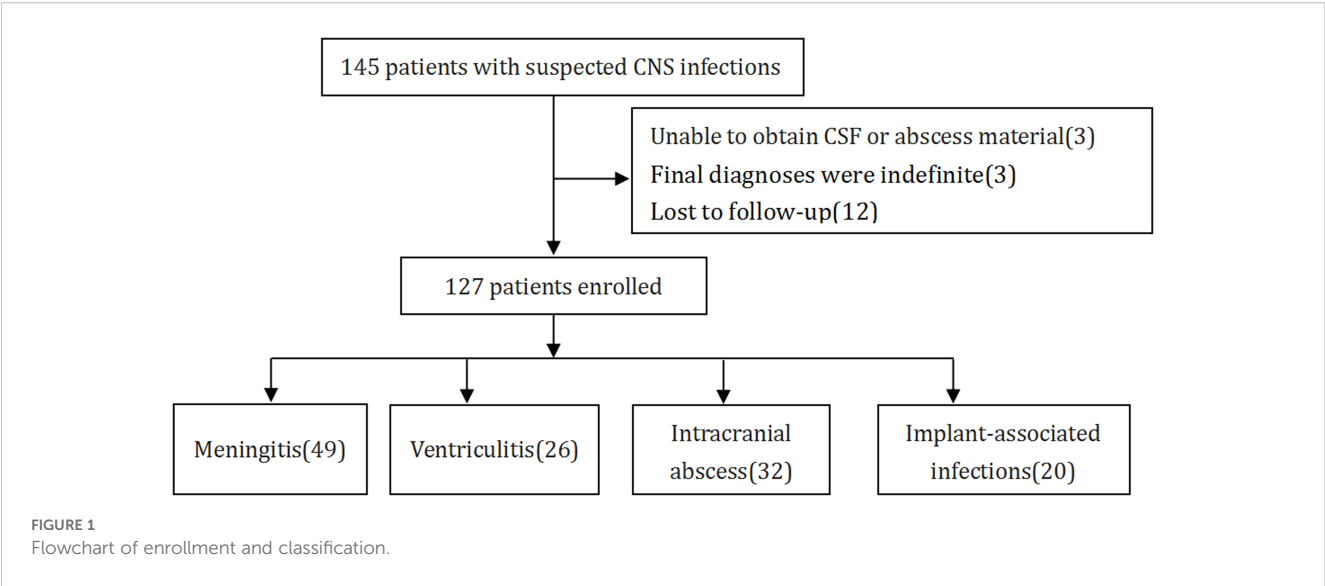 145 patients with suspected CNS infections
Unable to obtain CSF or abscess material(3)
Final diagnoses were indefinite(3)
Lost to follow-up(12)
127 patients enrolled
Meningitis(49)
Ventriculitis(26)
Intracranial
abscess(32)
Implant-associated
infections(20)
FIGURE 1
Flowchart of enrollment and classification.